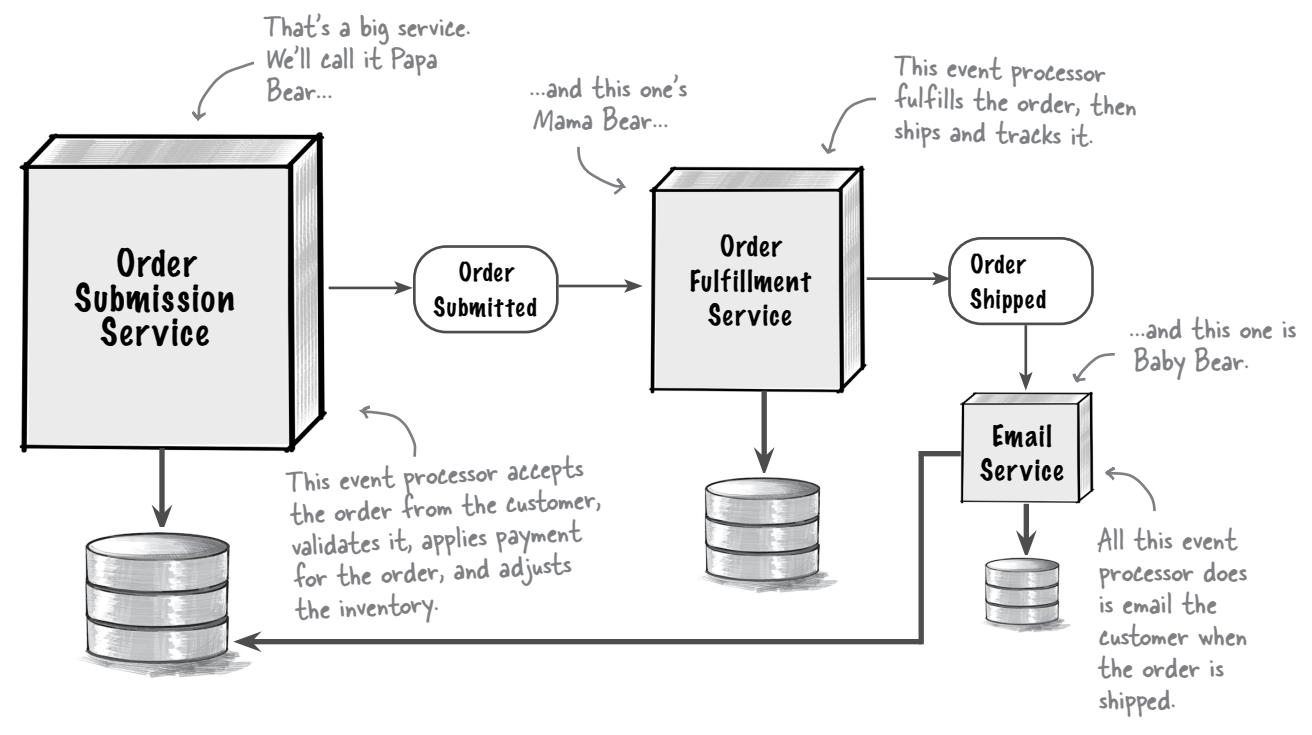 That's a big service.
We'll call it Papa
Bear...
...and this one's
Mama Bear...
This event processor
fulfills the order, then
ships and tracks it.
Order
Submission
Service
Order
Submitted
Order
Fulfillment
Service
Order
Shipped
...and this one is
Baby Bear.
Email
Service
This event processor accepts
the order from the customer,
validates it, applies payment
for the order, and adjusts
the inventory.
All this event
processor does
is email the
customer when
the order is
shipped.